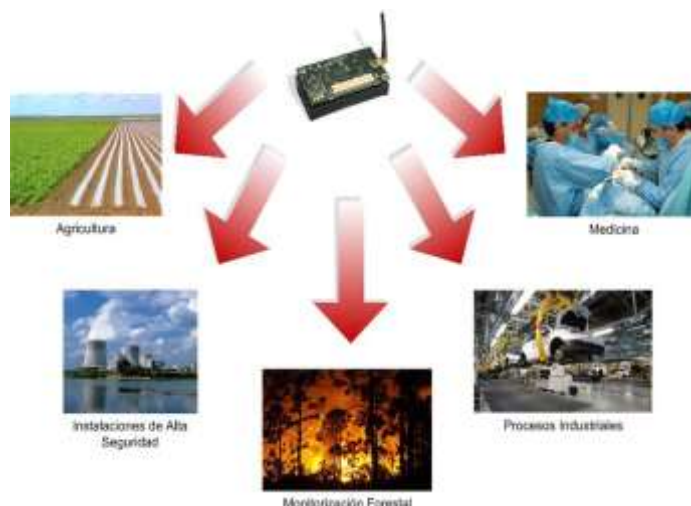 Agricultura
Medicina
Instalaciones de Alta
Seguridad
Procesos Industriales
Monitorización Forestal